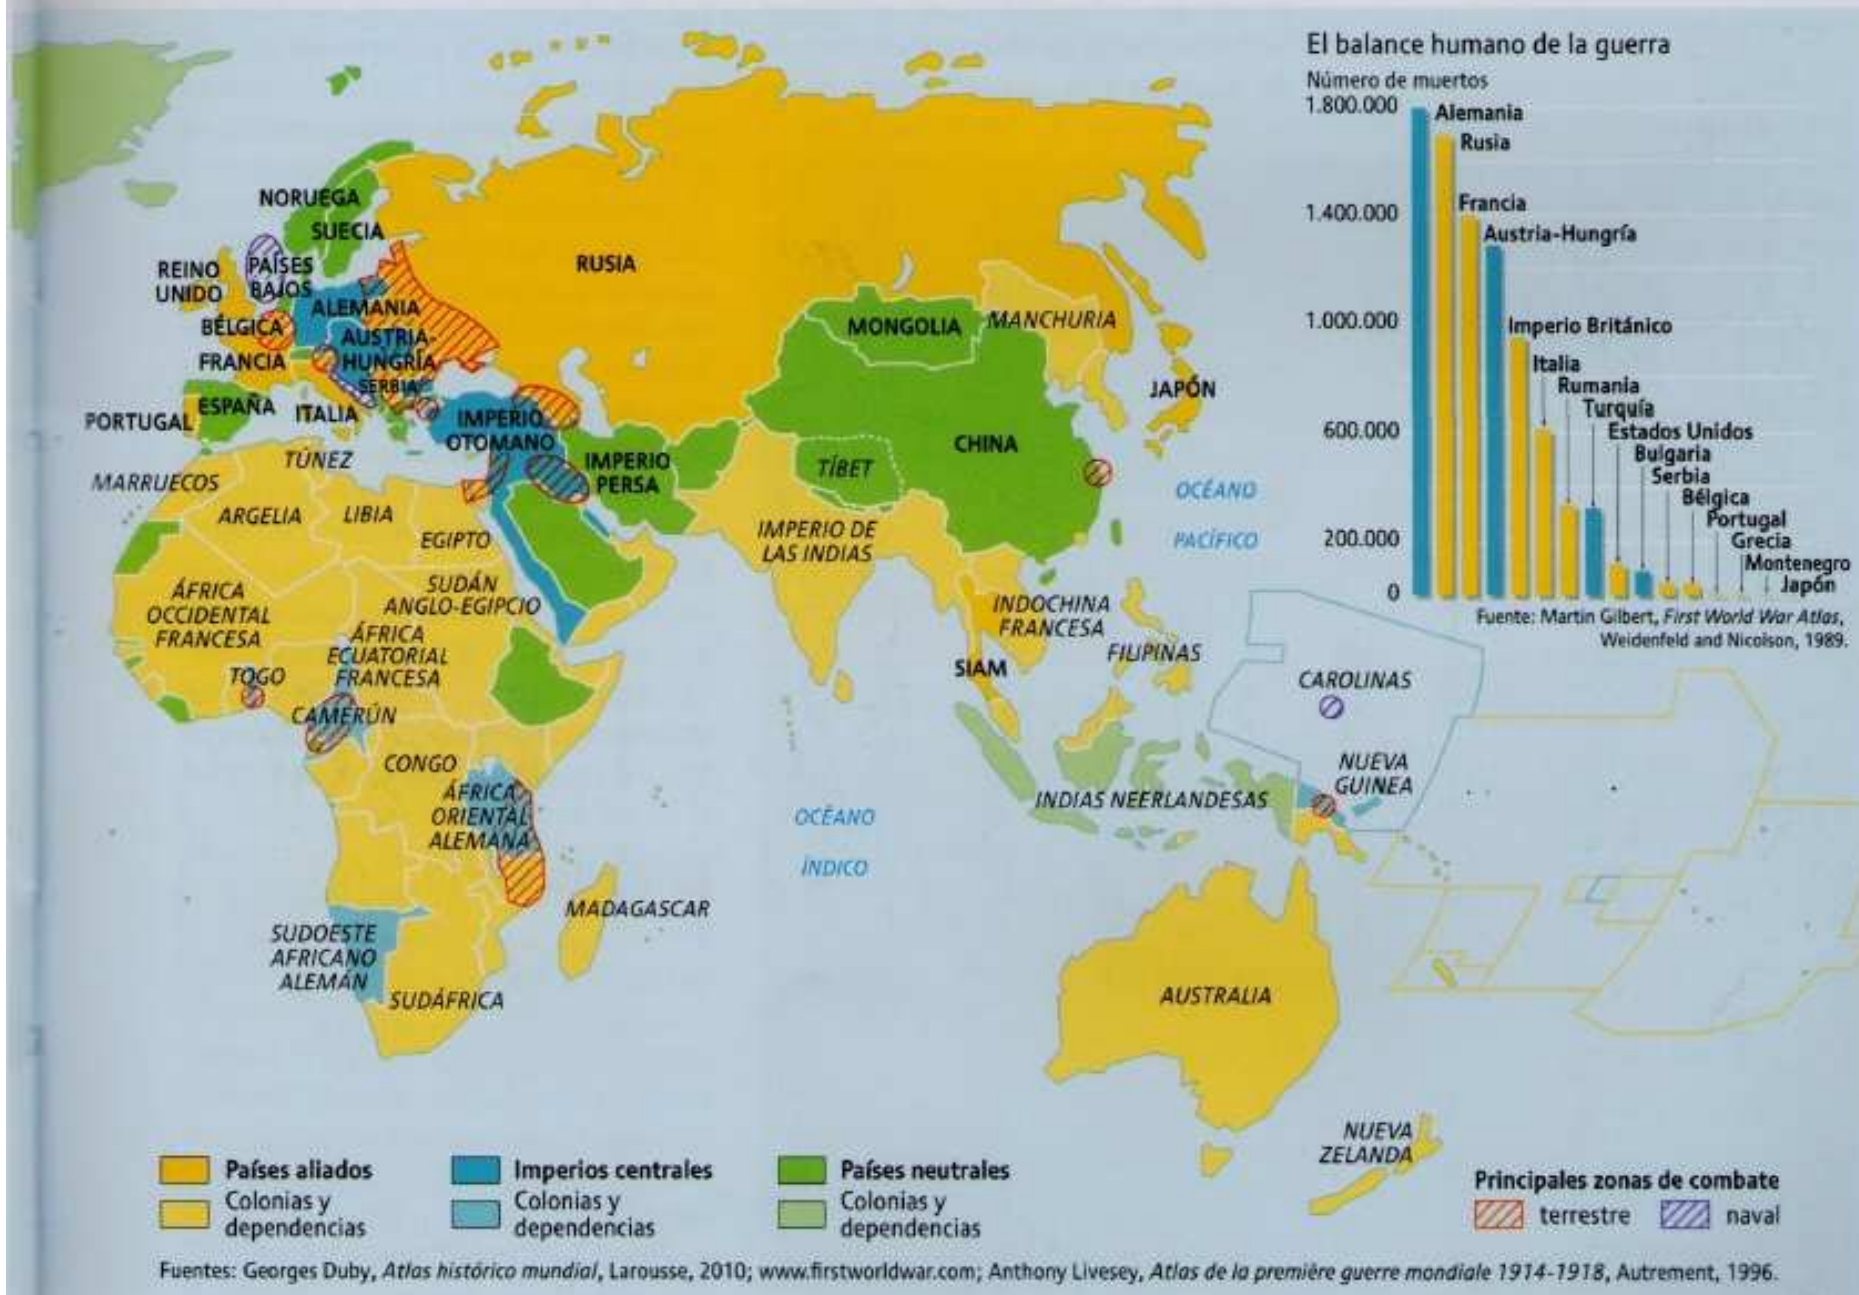 El balance humano de la guerra
Número de muertos
1.800.000
1.400.000
1.000.000
600.000
200.000
0
Alemania
Rusia
Francia
Austria-Hungría
Imperio Británico
Italia
Rumania
Turquía
Estados Unidos
Bulgaria
Serbia
Bélgica
Portugal
Grecia
Montenegro
Japón
Fuente: Martin Gilbert, First World War Atlas,
Weidenfeld and Nicolson, 1989.
NORUEGA
SUECIA
REINO
UNIDO
PAÍSES
BAJOS
ALEMANIA
BÉLGICA
AUSTRIA-
HUNGRÍA
FRANCIA
SERBIA
ESPAÑA
ITALIA
PORTUGAL
IMPERIO
OTOMANO
RUSIA
MONGOLIA
MANCHURIA
JAPÓN
CHINA
TÍBET
IMPERIO
PERSA
TÚNEZ
MARRUECOS
ARGELIA
LIBIA
EGIPTO
IMPERIO DE
LAS INDIAS
OCÉANO
PACÍFICO
ÁFRICA
OCCIDENTAL
FRANCESA
SUDÁN
ANGLO-EGIPCIO
ÁFRICA
ECUATORIAL
FRANCESA
TOGO
CAMERÚN
CONGO
ÁFRICA
ORIENTAL
ALEMANA
INDOCHINA
FRANCESA
SIAM
FILIPINAS
CAROLINAS
NUEVA
GUINEA
INDIAS NEERLANDESAS
OCÉANO
ÍNDICO
MADAGASCAR
SUDOESTE
AFRICANO
ALEMÁN
SUDÁFRICA
AUSTRALIA
NUEVA
ZELANDA
Países aliados
Colonias y
dependencias
Imperios centrales
Colonias y
dependencias
Países neutrales
Colonias y
dependencias
Principales zonas de combate
terrestre
naval
Fuentes: Georges Duby, Atlas histórico mundial, Larousse, 2010; www.firstworldwar.com; Anthony Livesey, Atlas de la première guerre mondiale 1914-1918, Autrement, 1996.